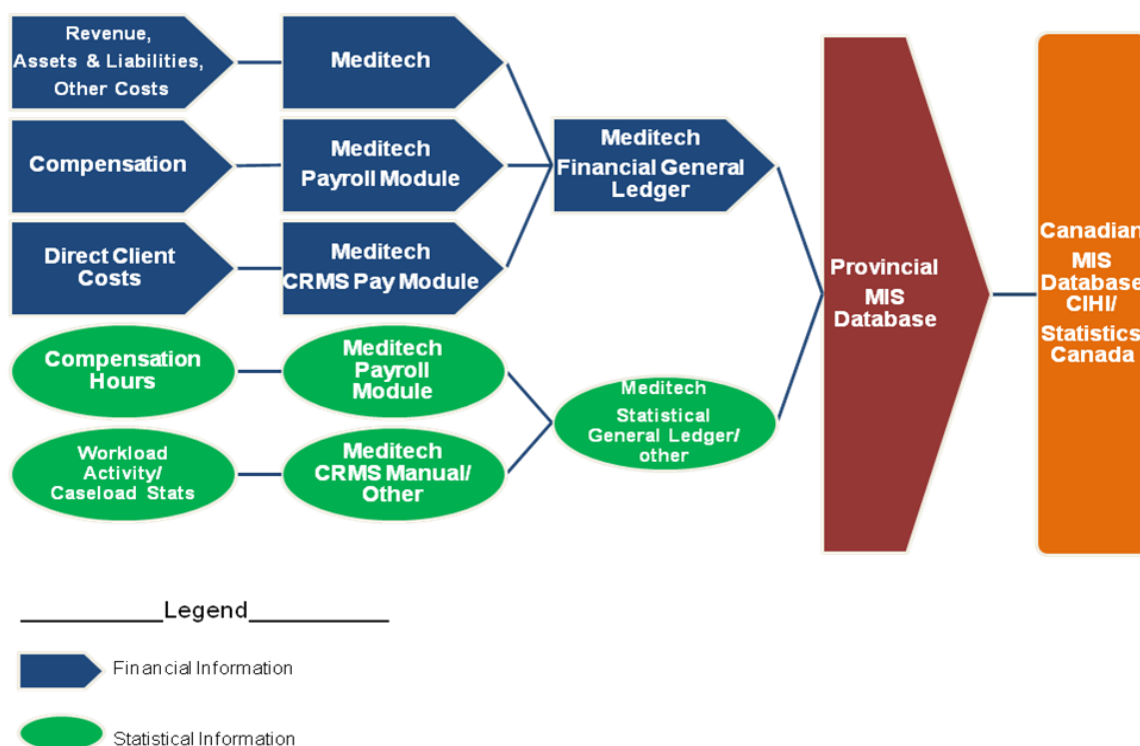 Revenue,
Assets & Liabilities,
Other Costs
Meditech
Compensation
Meditech
Payroll Module
Direct Client
Costs
Meditech
CRMS Pay Module
Meditech
Financial General
Ledger
Compensation
Hours
Meditech
Payroll
Module
Workload
Activity/
Caseload Stats
Meditech
CRMS Manual/
Other
Meditech
Statistical
General Ledger/
other
Provincial
MIS
Database
Canadian
MIS
Database
CIHI/
Statistics
Canada
Legend
Financial Information
Statistical Information